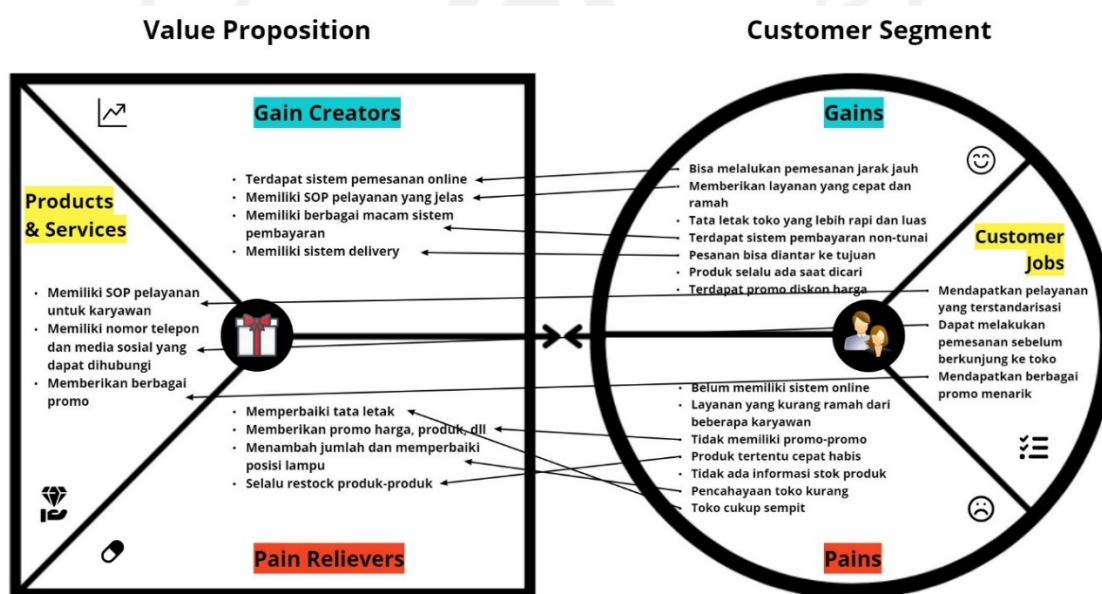 Value Proposition
Customer Segment
Gain Creators
• Terdapat sistem pemesanan online
• Memiliki SOP pelayanan yang jelas
• Memiliki berbagai macam sistem
pembayaran
• Memiliki sistem delivery
Products
& Services
• Memiliki SOP pelayanan
untuk karyawan
• Memiliki nomor telepon
dan media sosial yang
dapat dihubungi
• Memberikan berbagai
promo
• Memperbaiki tata letak
• Memberikan promo harga, produk, dll
• Menambah jumlah dan memperbaiki
posisi lampu
• Selalu restock produk-produk
Pain Relievers
Gains
• Bisa melalukan pemesanan jarak jauh
• Memberikan layanan yang cepat dan
ramah
• Tata letak toko yang lebih rapi dan luas
• Terdapat sistem pembayaran non-tunai
• Pesanan bisa diantar ke tujuan
• Produk selalu ada saat dicari
• Terdapat promo diskon harga
Customer
Jobs
• Mendapatkan pelayanan
yang terstandarisasi
• Dapat melakukan
pemesanan sebelum
berkunjung ke toko
• Mendapatkan berbagai
promo menarik
• Belum memiliki sistem online
• Layanan yang kurang ramah dari
beberapa karyawan
• Tidak memiliki promo-promo
• Produk tertentu cepat habis
• Tidak ada informasi stok produk
• Pencahayaan toko kurang
• Toko cukup sempit
Pains